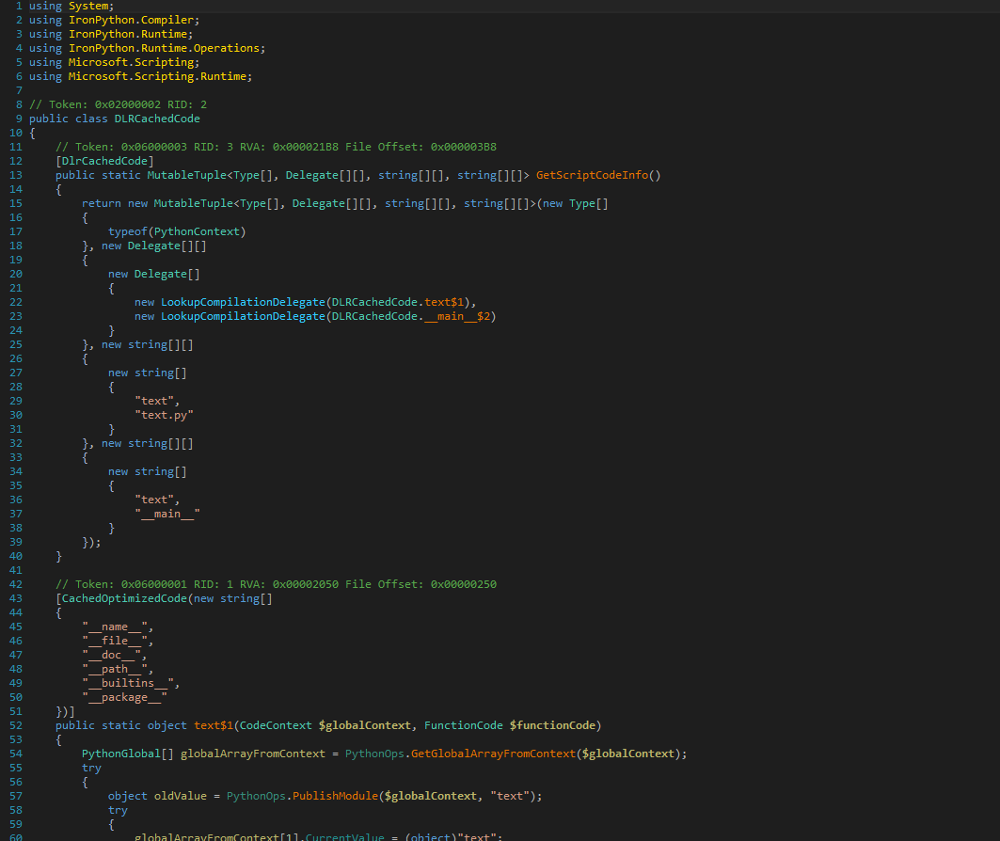 1 using System;
2 using IronPython.Compiler;
3 using IronPython.Runtime;
4 using IronPython.Runtime.Operations;
5 using Microsoft.Scripting;
6 using Microsoft.Scripting.Runtime;
7
8 // Token: 0x02000002 RID: 2
9 public class DLRCachedCode
10 {
11     // Token: 0x06000003 RID: 3 RVA: 0x000021B8 File Offset: 0x000003B8
12     [DlrCachedCode]
13     public static MutableTuple<Type[], Delegate[][], string[][], string[][]> GetScriptCodeInfo()
14     {
15         return new MutableTuple<Type[], Delegate[][], string[][], string[][]>(new Type[]
16         {
17             typeof(PythonContext)
18         }, new Delegate[][]
19         {
20             new Delegate[]
21             {
22                 new LookupCompilationDelegate(DLRCachedCode.text$1),
23                 new LookupCompilationDelegate(DLRCachedCode.__main__$2)
24             }
25         }, new string[][]
26         {
27             new string[]
28             {
29                 "text",
30                 "text.py"
31             }
32         }, new string[][]
33         {
34             new string[]
35             {
36                 "text",
37                 "__main__"
38             }
39         });
40     }
41
42     // Token: 0x06000001 RID: 1 RVA: 0x00002050 File Offset: 0x00000250
43     [CachedOptimizedCode(new string[]
44     {
45         "__name__",
46         "__file__",
47         "__doc__",
48         "__path__",
49         "__builtins__",
50         "__package__"
51     })]
52     public static object text$1(CodeContext $globalContext, FunctionCode $functionCode)
53     {
54         PythonGlobal[] globalArrayFromContext = PythonOps.GetGlobalArrayFromContext($globalContext);
55         try
56         {
57             object oldValue = PythonOps.PublishModule($globalContext, "text");
58             try
59             {
60                 globalArrayFromContext[1].CurrentValue = (object)"text";